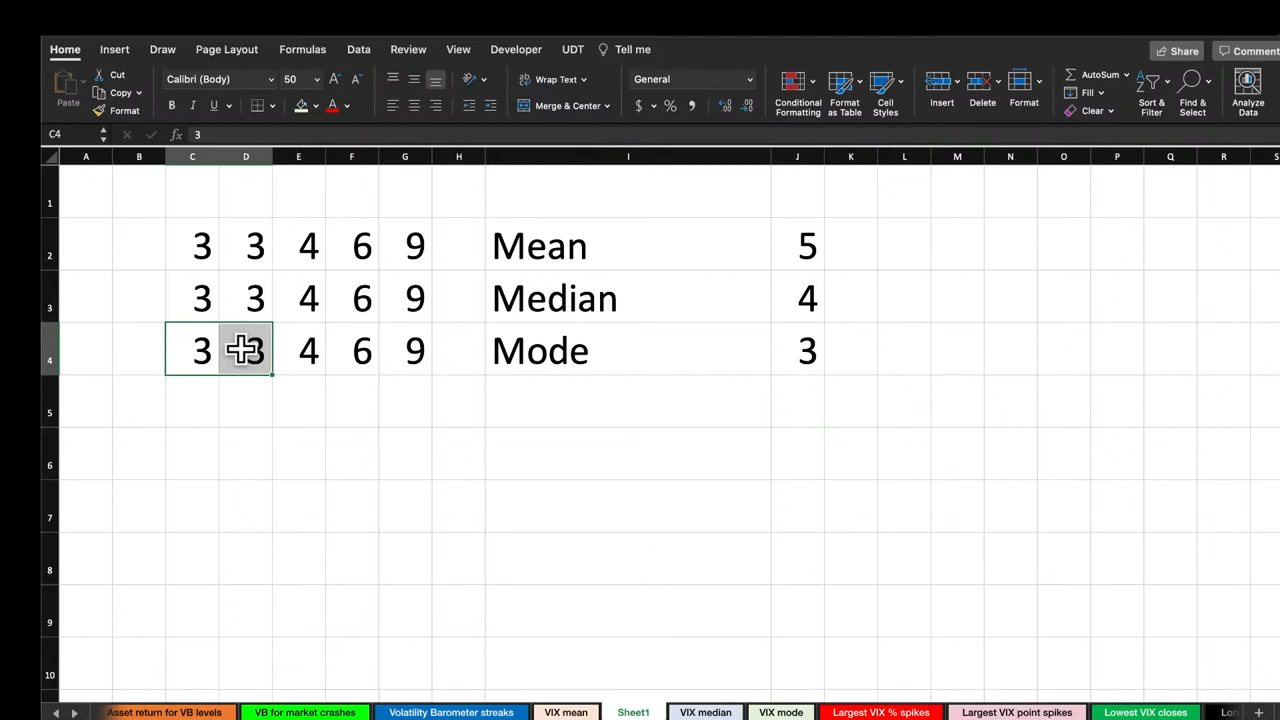 Home Insert Draw Page Layout Formulas Data Review View Developer UDT Tell me
Share Comment
Paste Cut Calibri (Body) 50 Wrap Text General Conditional Formatting Format as Table Cell Styles Insert Delete Format AutoSum Sort & Filter Find & Select Analyze Data
Copy Fill
Format B I U Merge & Center $ % Clear
C4 fx 3
A B C D E F G H I J K L M N O P Q R S
1
2 3 3 4 6 9 Mean 5
3 3 3 4 6 9 Median 4
4 3 3 4 6 9 Mode 3
5
6
7
8
9
10
Asset return for VB levels VB for market crashes Volatility Barometer streaks VIX mean Sheet1 VIX median VIX mode Largest VIX % spikes Largest VIX point spikes Lowest VIX closes